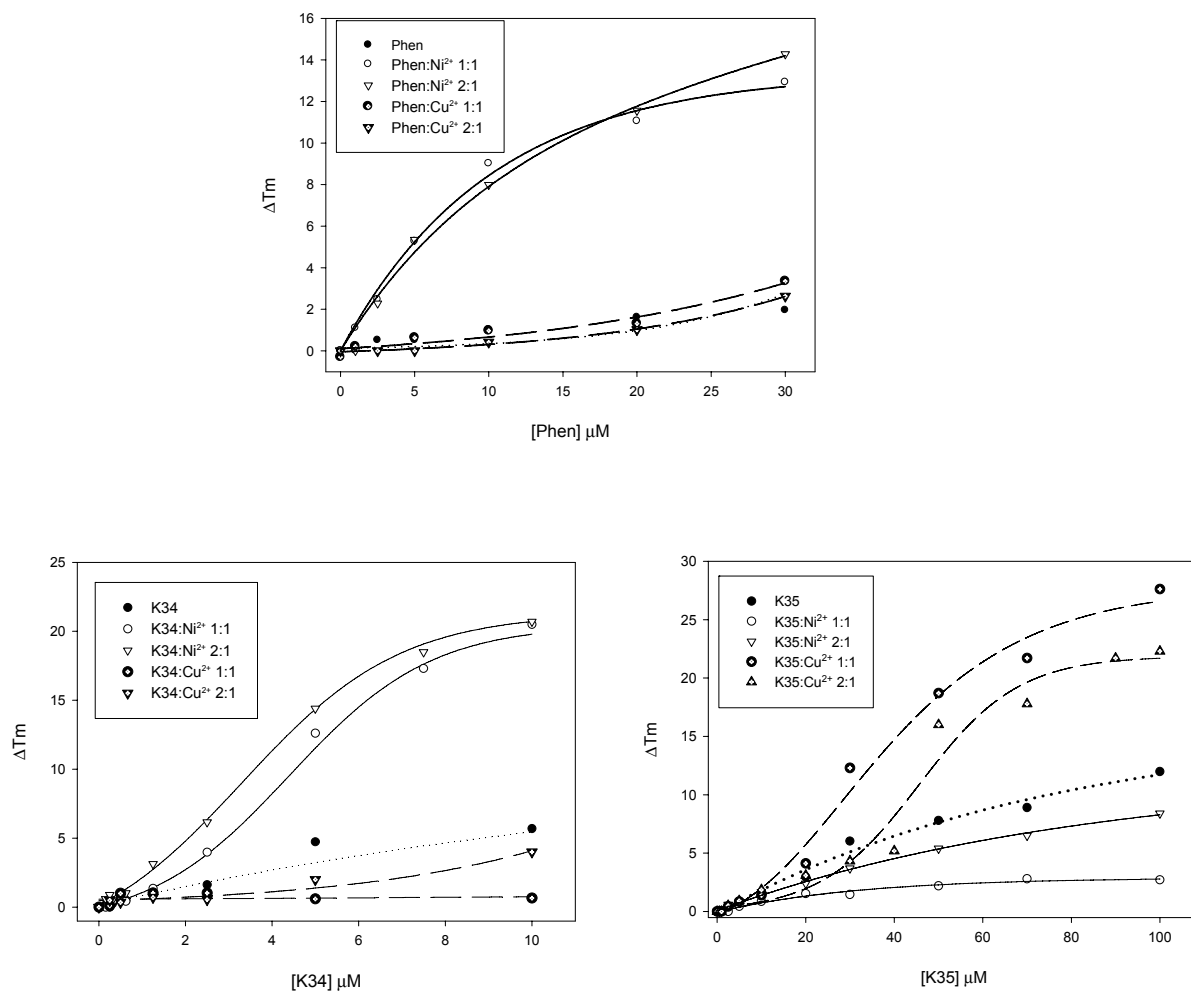 16
14
12
10
8
6
4
2
0
ΔTm
Phen
Phen:Ni²⁺ 1:1
Phen:Ni²⁺ 2:1
Phen:Cu²⁺ 1:1
Phen:Cu²⁺ 2:1
0 5 10 15 20 25 30
[Phen] μM
25
20
15
10
5
0
ΔTm
K34
K34:Ni²⁺ 1:1
K34:Ni²⁺ 2:1
K34:Cu²⁺ 1:1
K34:Cu²⁺ 2:1
0 2 4 6 8 10
[K34] μM
30
25
20
15
10
5
0
ΔTm
K35
K35:Ni²⁺ 1:1
K35:Ni²⁺ 2:1
K35:Cu²⁺ 1:1
K35:Cu²⁺ 2:1
0 20 40 60 80 100
[K35] μM